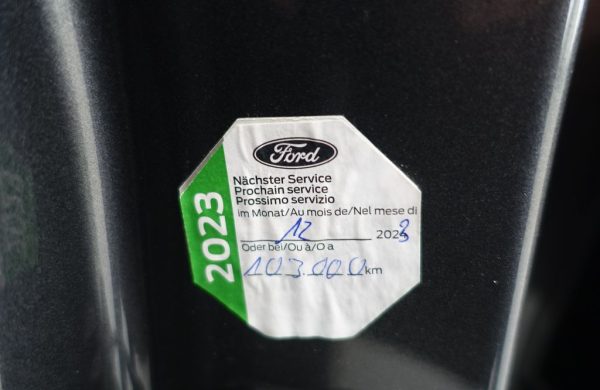 Ford
Nächster Service
Prochain service
Prossimo servizio
im Monat/Au mois de/Nel mese di
12 2023
Oder bei/Ou à/O a
103.000 km
2023